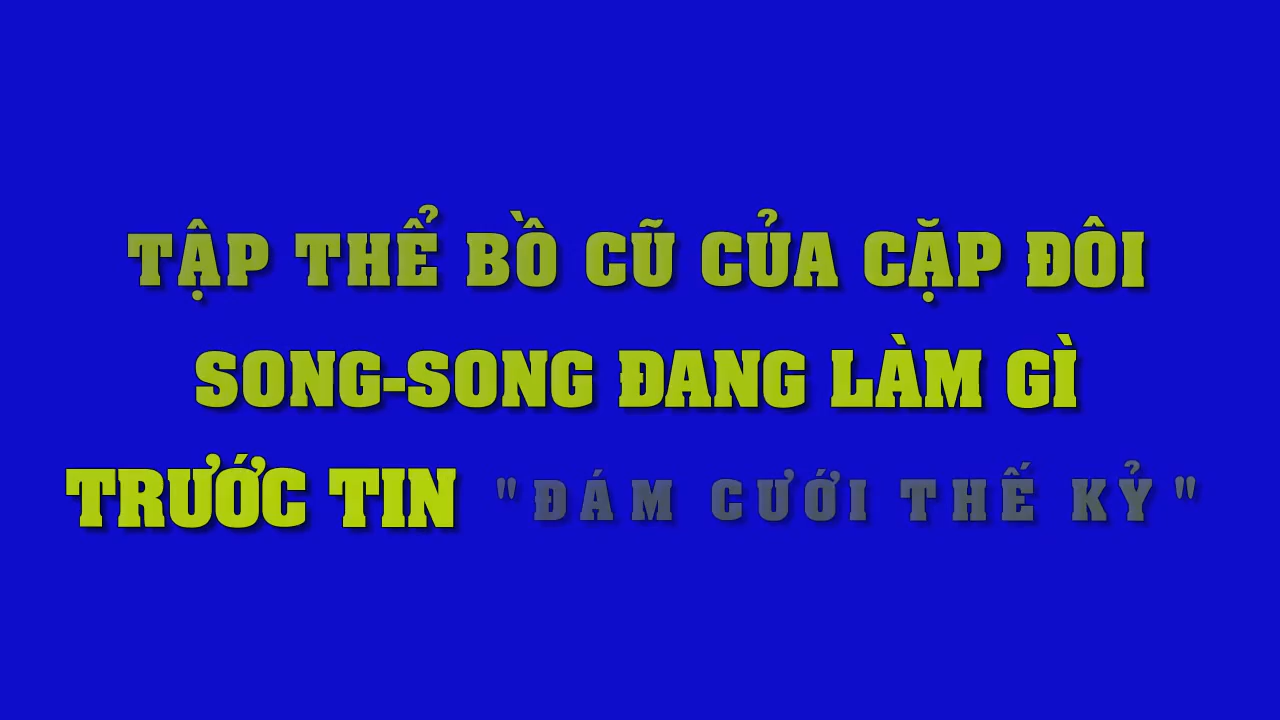 TẬP THỂ BỒ CŨ CỦA CẶP ĐÔI
SONG-SONG ĐANG LÀM GÌ
TRƯỚC TIN "ĐÁM CƯỚI THẾ KỶ"